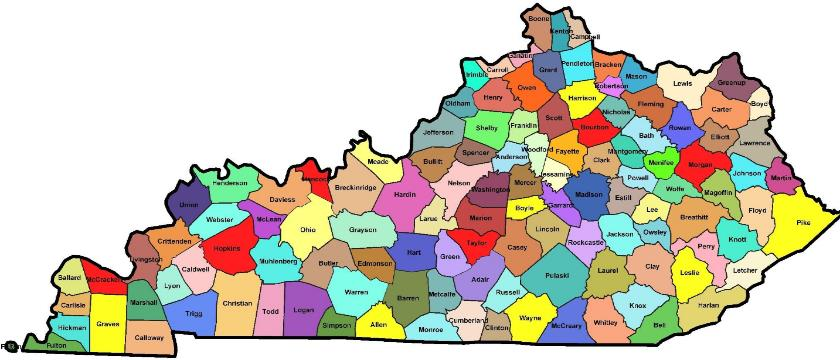 Boone
Kenton
Campbell
Gallatin
Grant
Pendleton
Bracken
Mason
Carroll
Trimble
Owen
Robertson
Lewis
Greenup
Henry
Harrison
Oldham
Fleming
Carter
Boyd
Nicholas
Scott
Bourbon
Rowan
Bath
Elliott
Jefferson
Shelby
Franklin
Lawrence
Woodford
Fayette
Montgomery
Clark
Menifee
Morgan
Meade
Bullitt
Spencer
Anderson
Jessamine
Powell
Johnson
Martin
Hancock
Breckinridge
Hardin
Nelson
Washington
Mercer
Madison
Estill
Wolfe
Magoffin
Henderson
Daviess
Union
Garrard
Boyle
Lee
Breathitt
Floyd
Pike
Webster
McLean
Larue
Marion
Ohio
Grayson
Lincoln
Rockcastle
Jackson
Owsley
Crittenden
Hopkins
Taylor
Casey
Perry
Knott
Livingston
Muhlenberg
Butler
Edmonson
Hart
Green
Caldwell
Laurel
Clay
Leslie
Letcher
Ballard
McCracken
Lyon
Adair
Pulaski
Warren
Barren
Metcalfe
Russell
Carlisle
Marshall
Christian
Trigg
Todd
Logan
Knox
Harlan
Hickman
Graves
Simpson
Allen
Monroe
Cumberland
Clinton
Wayne
McCreary
Whitley
Bell
Calloway
Fulton